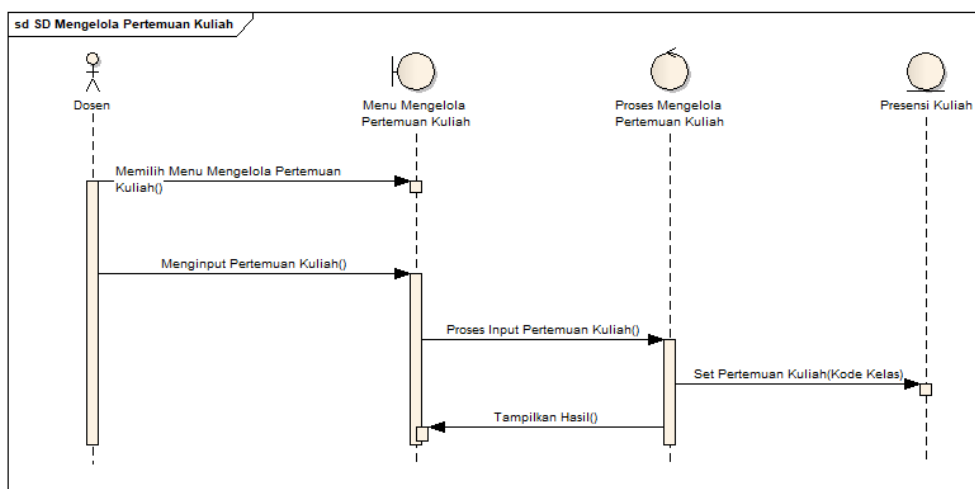 sd SD Mengelola Pertemuan Kuliah
Dosen
Menu Mengelola
Pertemuan Kuliah
Proses Mengelola
Pertemuan Kuliah
Presensi Kuliah
Memilih Menu Mengelola Pertemuan
Kuliah()
Menginput Pertemuan Kuliah()
Proses Input Pertemuan Kuliah()
Set Pertemuan Kuliah(Kode Kelas)
Tampilkan Hasil()